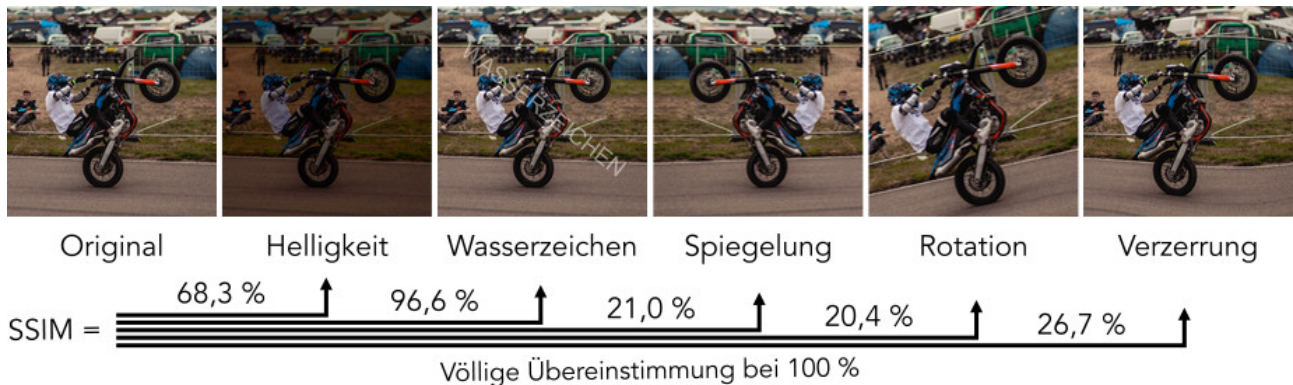 WASSERZEICHEN
Original Helligkeit Wasserzeichen Spiegelung Rotation Verzerrung
68,3 % 96,6 % 21,0 % 20,4 % 26,7 %
SSIM =
Völlige Übereinstimmung bei 100 %